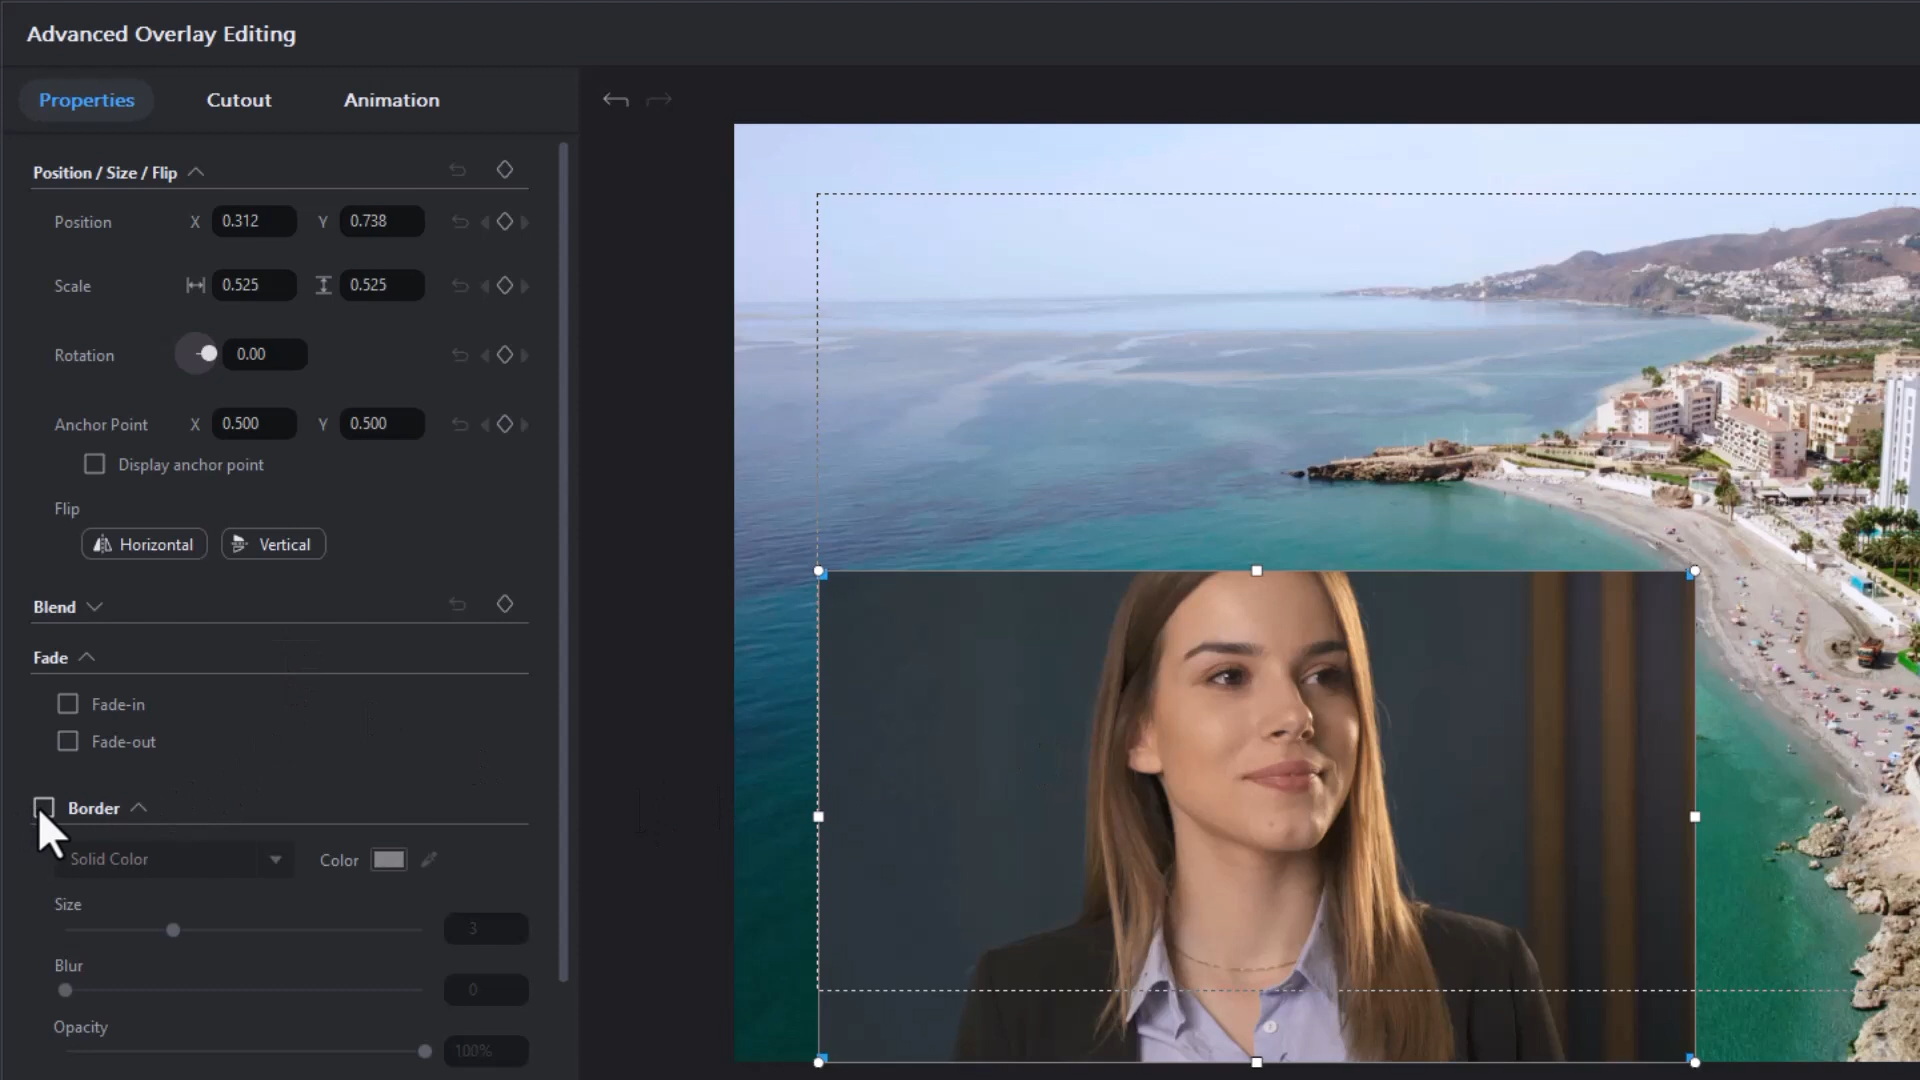 Advanced Overlay Editing
Properties Cutout Animation
Position / Size / Flip
Position X 0.312 Y 0.738
Scale 0.525 0.525
Rotation 0.00
Anchor Point X 0.500 Y 0.500
Display anchor point
Flip
Horizontal Vertical
Blend
Fade
Fade-in
Fade-out
Border
Solid Color Color
Size
3
Blur
0
Opacity
100%